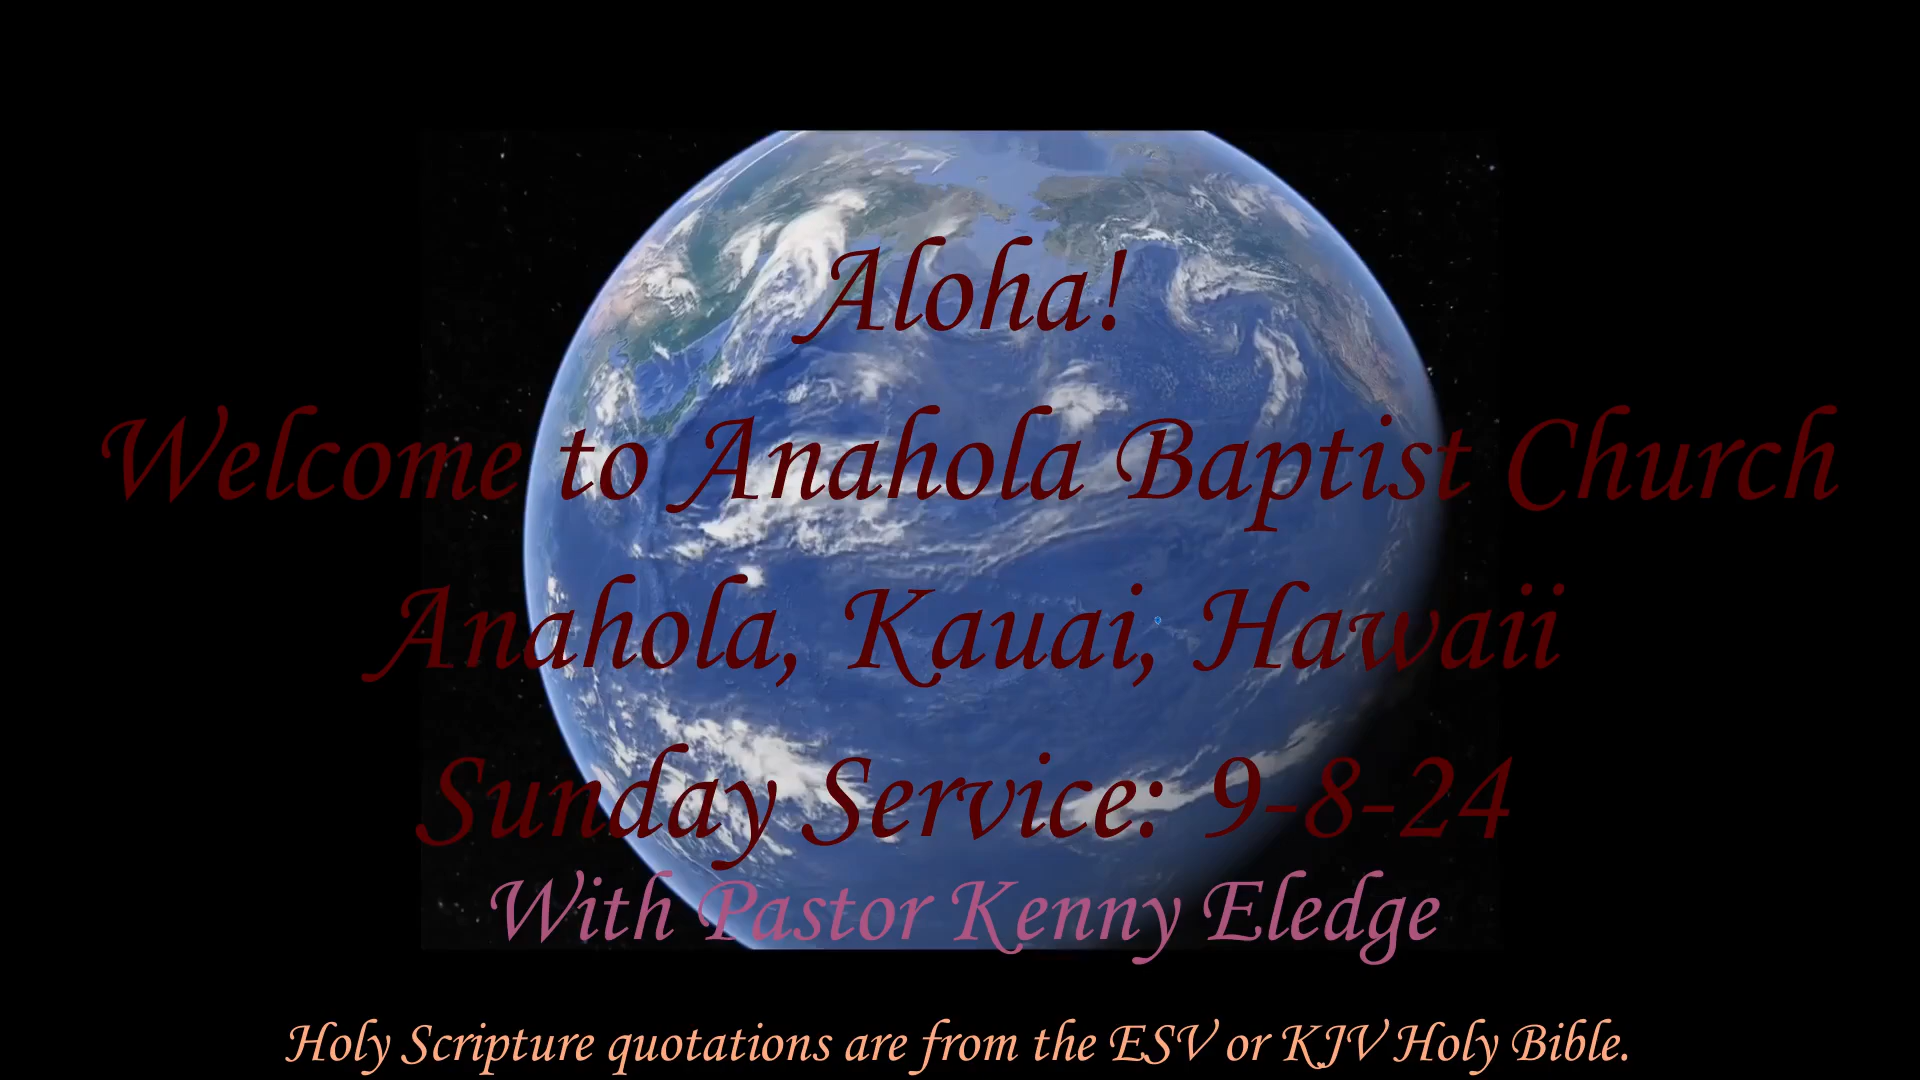 Aloha!
Welcome to Anahola Baptist Church
Anahola, Kauai, Hawaii
Sunday Service: 9-8-24
With Pastor Kenny Eledge
Holy Scripture quotations are from the ESV or KJV Holy Bible.